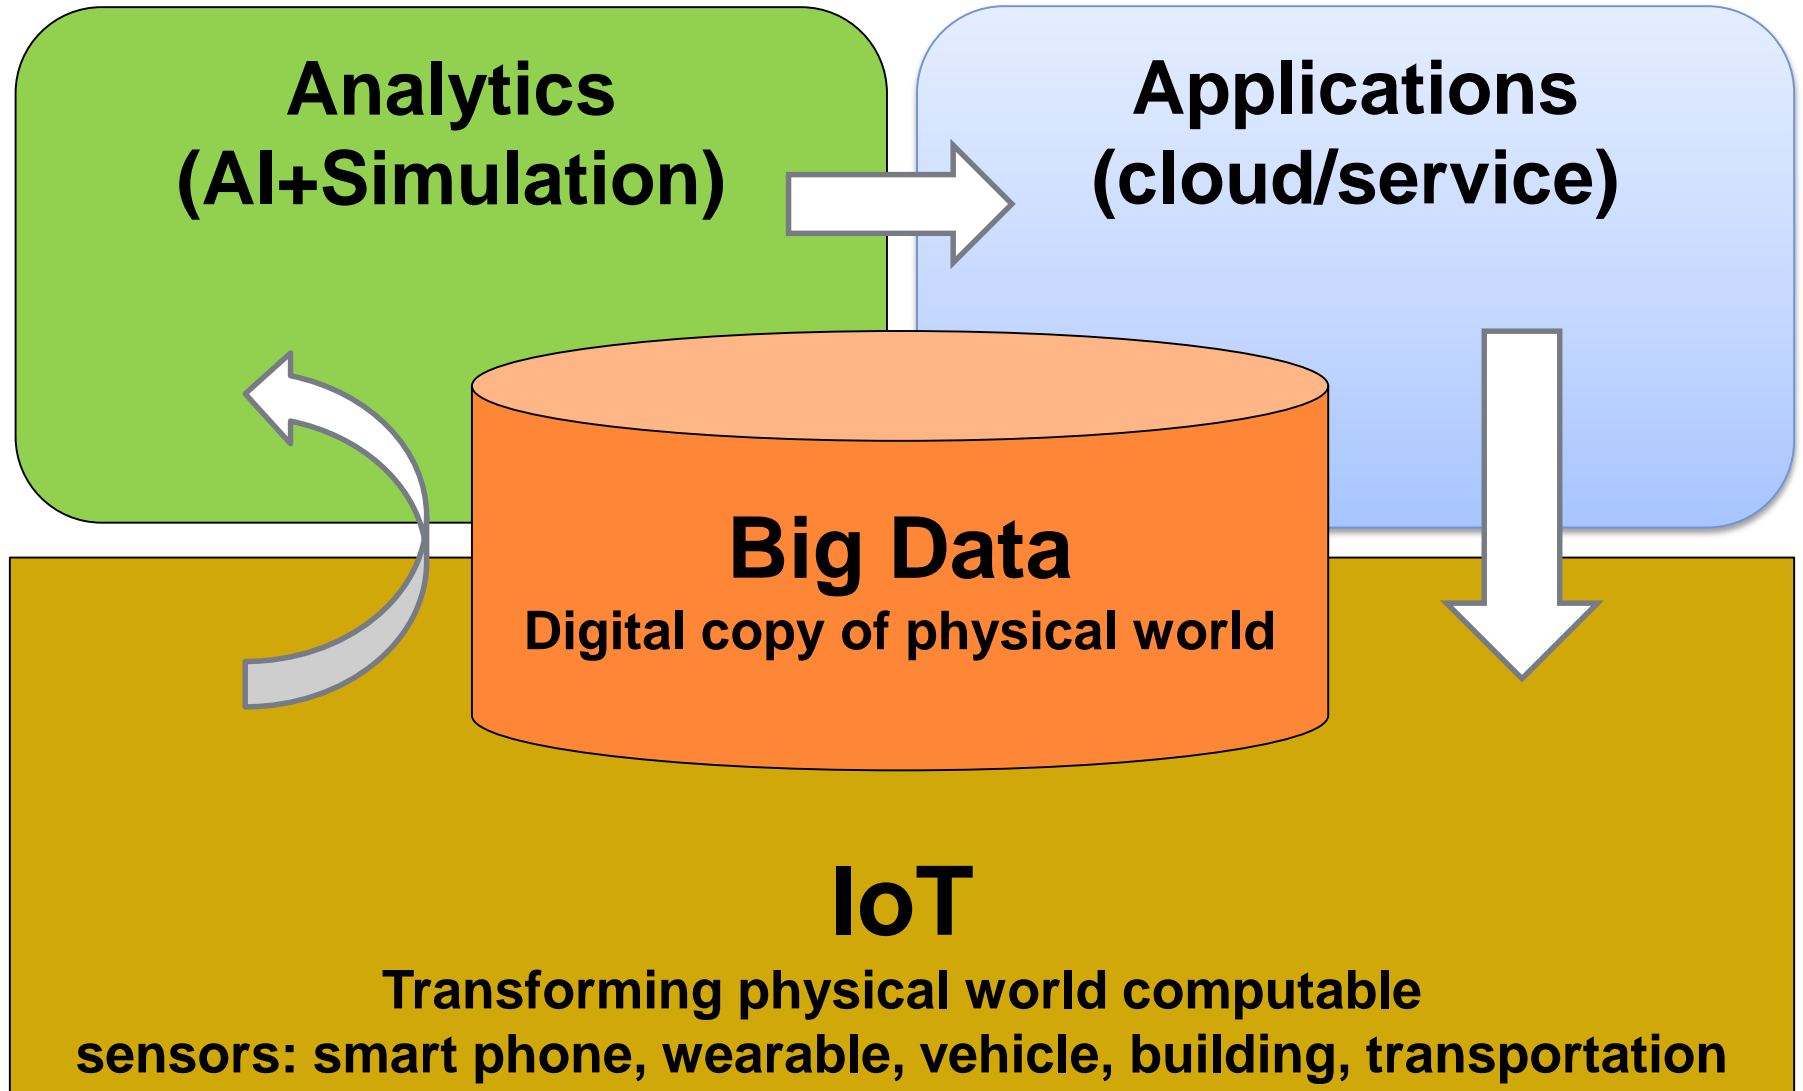 Analytics
(AI+Simulation)
Applications
(cloud/service)
Big Data
Digital copy of physical world
IoT
Transforming physical world computable
sensors: smart phone, wearable, vehicle, building, transportation